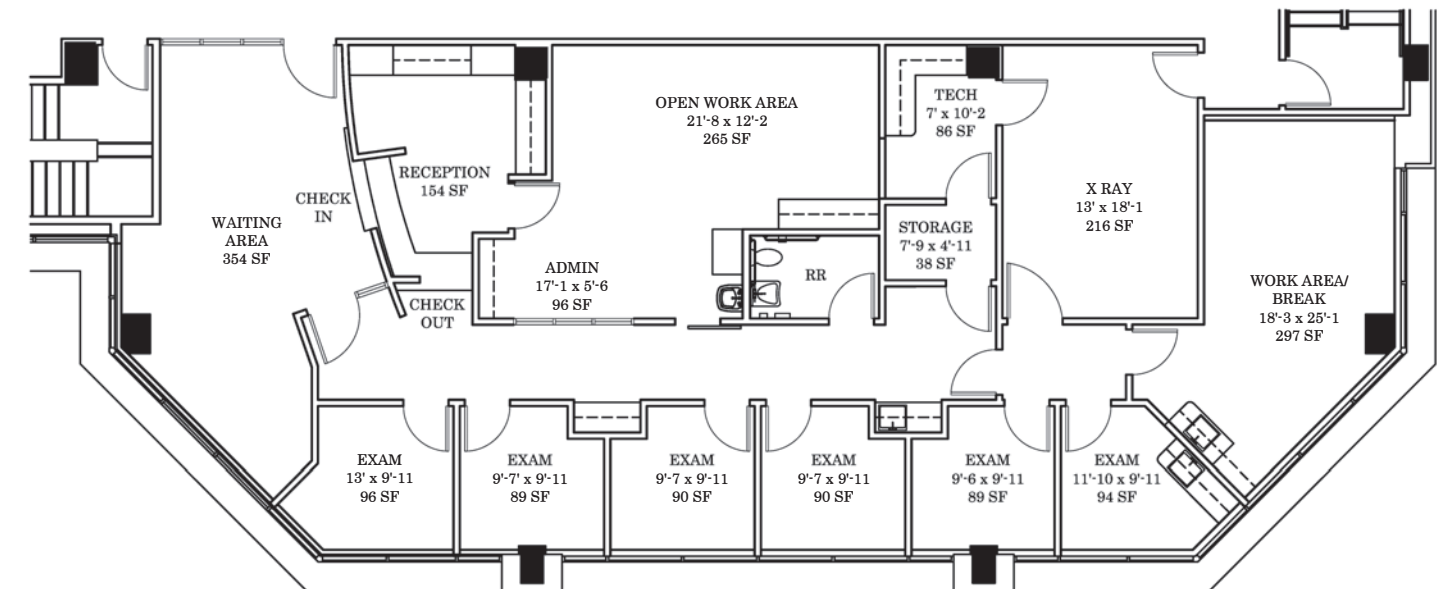 OPEN WORK AREA
21'-8 x 12'-2
265 SF
TECH
7' x 10'-2
86 SF
RECEPTION
154 SF
CHECK
IN
WAITING
AREA
354 SF
X RAY
13' x 18'-1
216 SF
STORAGE
7'-9 x 4'-11
38 SF
ADMIN
17'-1 x 5'-6
96 SF
RR
CHECK
OUT
WORK AREA/
BREAK
18'-3 x 25'-1
297 SF
EXAM
13' x 9'-11
96 SF
EXAM
9'-7' x 9'-11
89 SF
EXAM
9'-7 x 9'-11
90 SF
EXAM
9'-7 x 9'-11
90 SF
EXAM
9'-6 x 9'-11
89 SF
EXAM
11'-10 x 9'-11
94 SF